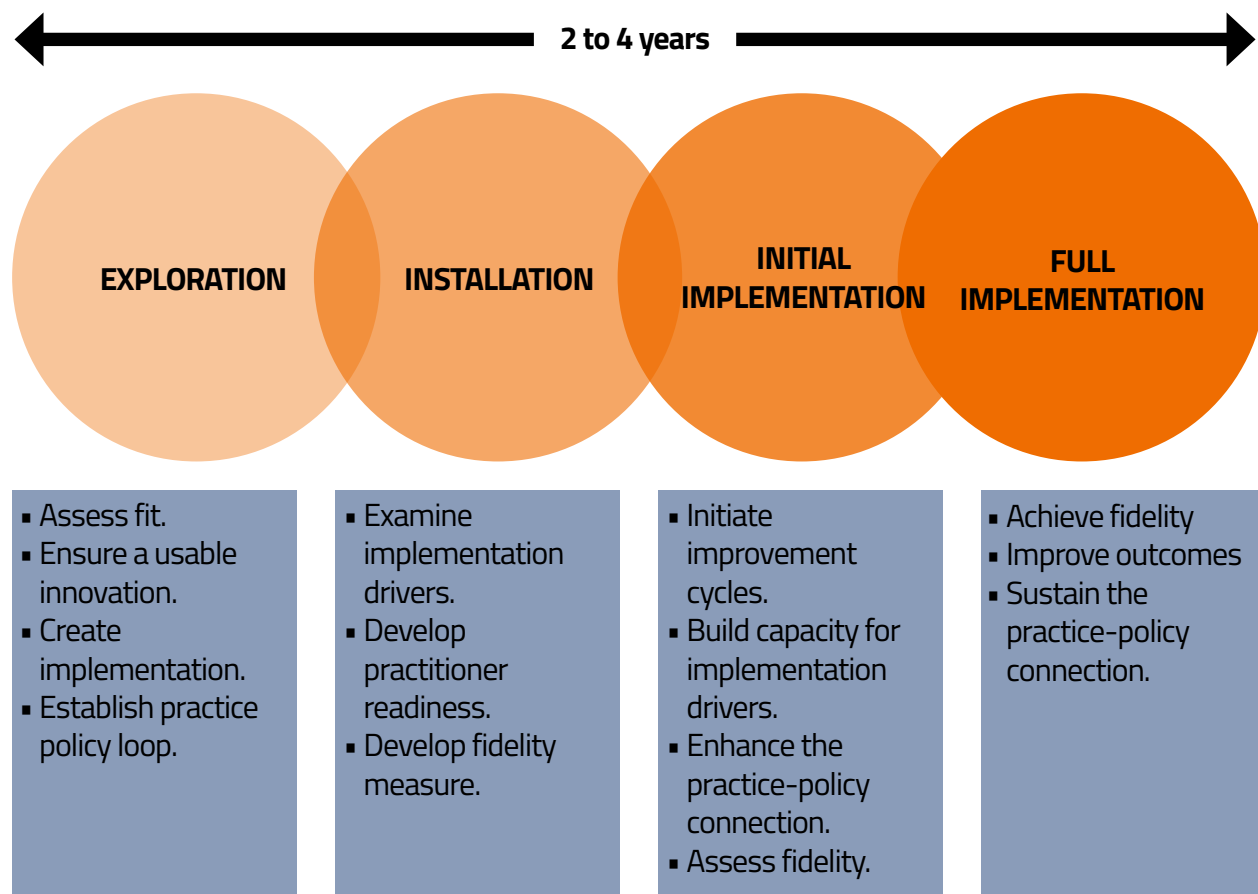 2 to 4 years
EXPLORATION
INSTALLATION
INITIAL
IMPLEMENTATION
FULL
IMPLEMENTATION
▪ Assess fit.
▪ Ensure a usable
innovation.
▪ Create
implementation.
▪ Establish practice
policy loop.
▪ Examine
implementation
drivers.
▪ Develop
practitioner
readiness.
▪ Develop fidelity
measure.
▪ Initiate
improvement
cycles.
▪ Build capacity for
implementation
drivers.
▪ Enhance the
practice-policy
connection.
▪ Assess fidelity.
▪ Achieve fidelity
▪ Improve outcomes
▪ Sustain the
practice-policy
connection.